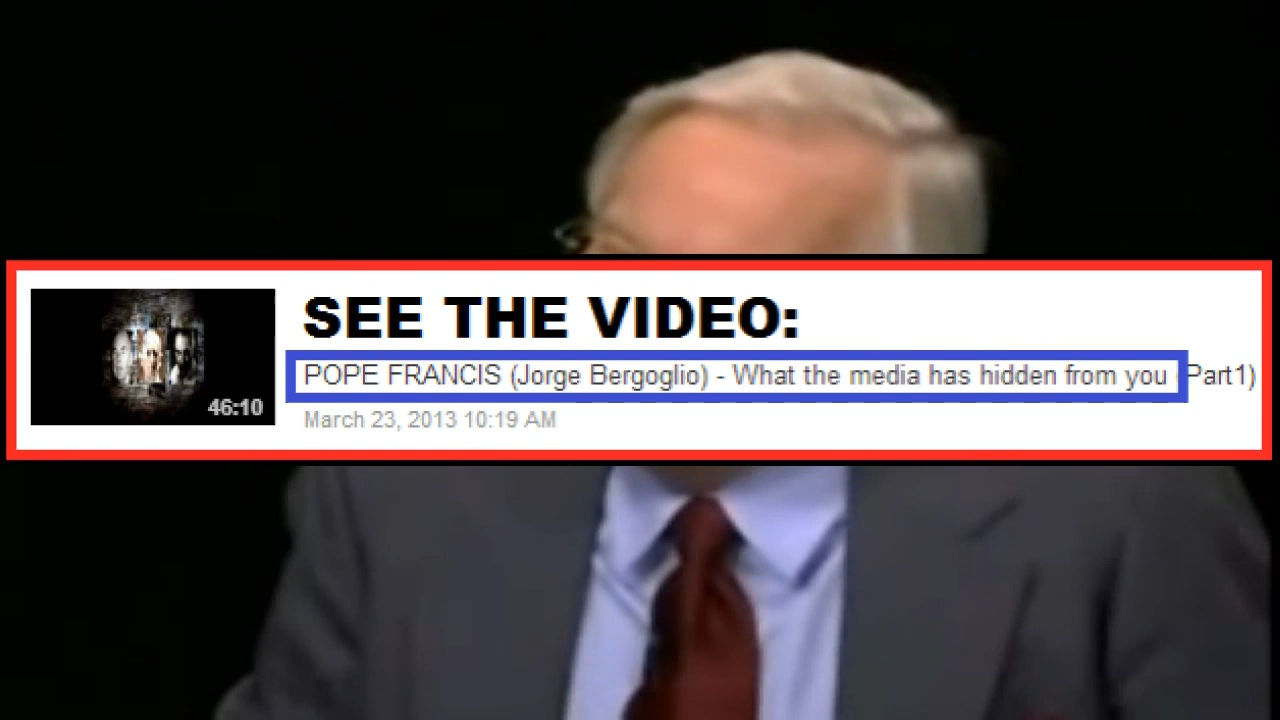 SEE THE VIDEO:
POPE FRANCIS (Jorge Bergoglio) - What the media has hidden from you (Part1)
46:10
March 23, 2013 10:19 AM